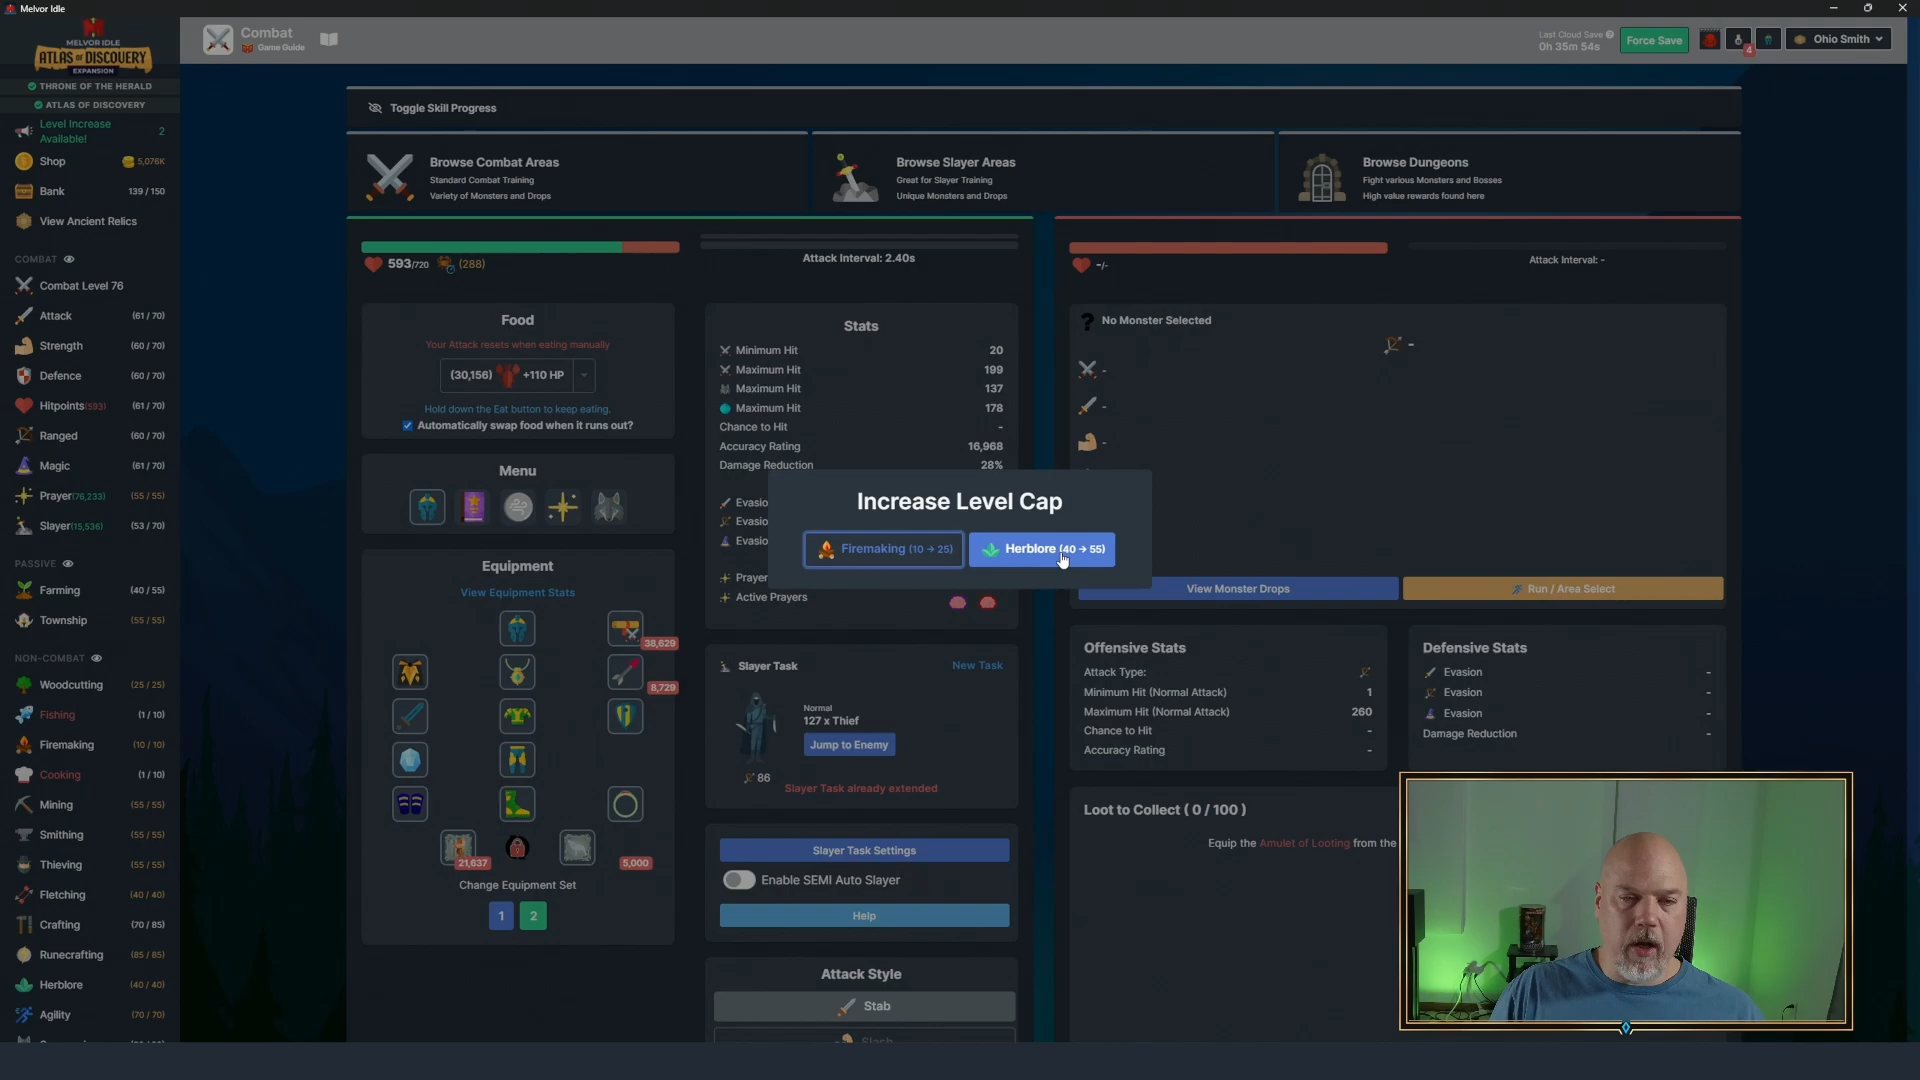 Melvor Idle
MELVOR IDLE
ATLAS OF DISCOVERY
EXPANSION
THRONE OF THE HERALD
ATLAS OF DISCOVERY
Level Increase
Available!
2
Shop
5,076K
Bank
139 / 150
View Ancient Relics
COMBAT
Combat Level 76
Attack
(61 / 70)
Strength
(60 / 70)
Defence
(60 / 70)
Hitpoints(593)
(61 / 70)
Ranged
(60 / 70)
Magic
(61 / 70)
Prayer(76,233)
(55 / 55)
Slayer(15,536)
(53 / 70)
PASSIVE
Farming
(40 / 55)
Township
(55 / 55)
NON-COMBAT
Woodcutting
(25 / 25)
Fishing
(1 / 10)
Firemaking
(10 / 10)
Cooking
(1 / 10)
Mining
(55 / 55)
Smithing
(55 / 55)
Thieving
(55 / 55)
Fletching
(40 / 40)
Crafting
(70 / 85)
Runecrafting
(85 / 85)
Herblore
(40 / 40)
Agility
(70 / 70)
Combat
Game Guide
Last Cloud Save
0h 35m 54s
Force Save
4
Ohio Smith
Toggle Skill Progress
Browse Combat Areas
Standard Combat Training
Variety of Monsters and Drops
Browse Slayer Areas
Great for Slayer Training
Unique Monsters and Drops
Browse Dungeons
Fight various Monsters and Bosses
High value rewards found here
593/720
(288)
Attack Interval: 2.40s
Food
Your Attack resets when eating manually
(30,156) +110 HP
Hold down the Eat button to keep eating.
Automatically swap food when it runs out?
Menu
Equipment
View Equipment Stats
38,629
8,729
21,637
5,000
Change Equipment Set
1
2
Stats
Minimum Hit
20
Maximum Hit
199
Maximum Hit
137
Maximum Hit
178
Chance to Hit
-
Accuracy Rating
16,968
Damage Reduction
28%
Evasio
Evasio
Evasio
Prayer
Active Prayers
Increase Level Cap
Firemaking (10 → 25)
Herblore (40 → 55)
Slayer Task
New Task
Normal
127 x Thief
Jump to Enemy
86
Slayer Task already extended
Slayer Task Settings
Enable SEMI Auto Slayer
Help
Attack Style
Stab
Slash
-/-
Attack Interval: -
No Monster Selected
-
-
-
-
View Monster Drops
Run / Area Select
Offensive Stats
Attack Type:
Minimum Hit (Normal Attack)
1
Maximum Hit (Normal Attack)
260
Chance to Hit
-
Accuracy Rating
-
Defensive Stats
Evasion
-
Evasion
-
Evasion
-
Damage Reduction
-
Loot to Collect ( 0 / 100 )
Equip the Amulet of Looting from the